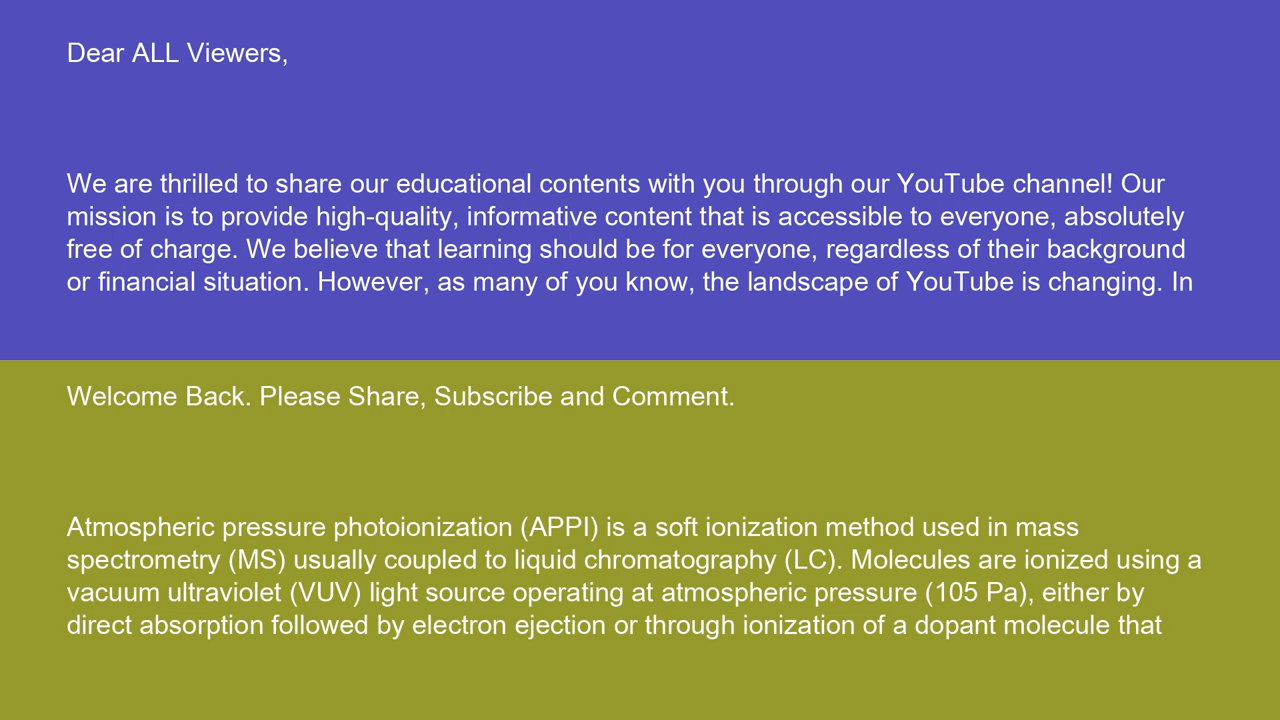 Dear ALL Viewers,
We are thrilled to share our educational contents with you through our YouTube channel! Our
mission is to provide high-quality, informative content that is accessible to everyone, absolutely
free of charge. We believe that learning should be for everyone, regardless of their background
or financial situation. However, as many of you know, the landscape of YouTube is changing. In
Welcome Back. Please Share, Subscribe and Comment.
Atmospheric pressure photoionization (APPI) is a soft ionization method used in mass
spectrometry (MS) usually coupled to liquid chromatography (LC). Molecules are ionized using a
vacuum ultraviolet (VUV) light source operating at atmospheric pressure (105 Pa), either by
direct absorption followed by electron ejection or through ionization of a dopant molecule that